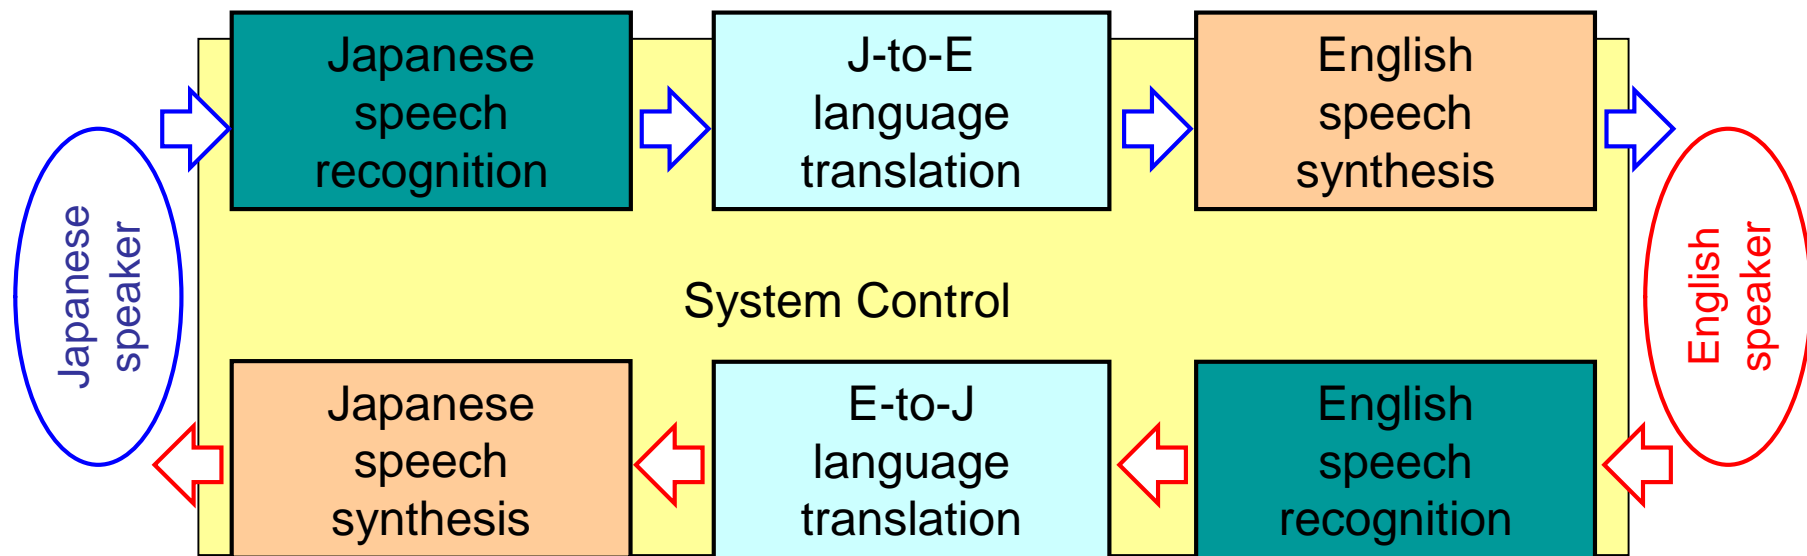 Japanese
speech
recognition
J-to-E
language
translation
English
speech
synthesis
Japanese
speaker
System Control
English
speaker
Japanese
speech
synthesis
E-to-J
language
translation
English
speech
recognition